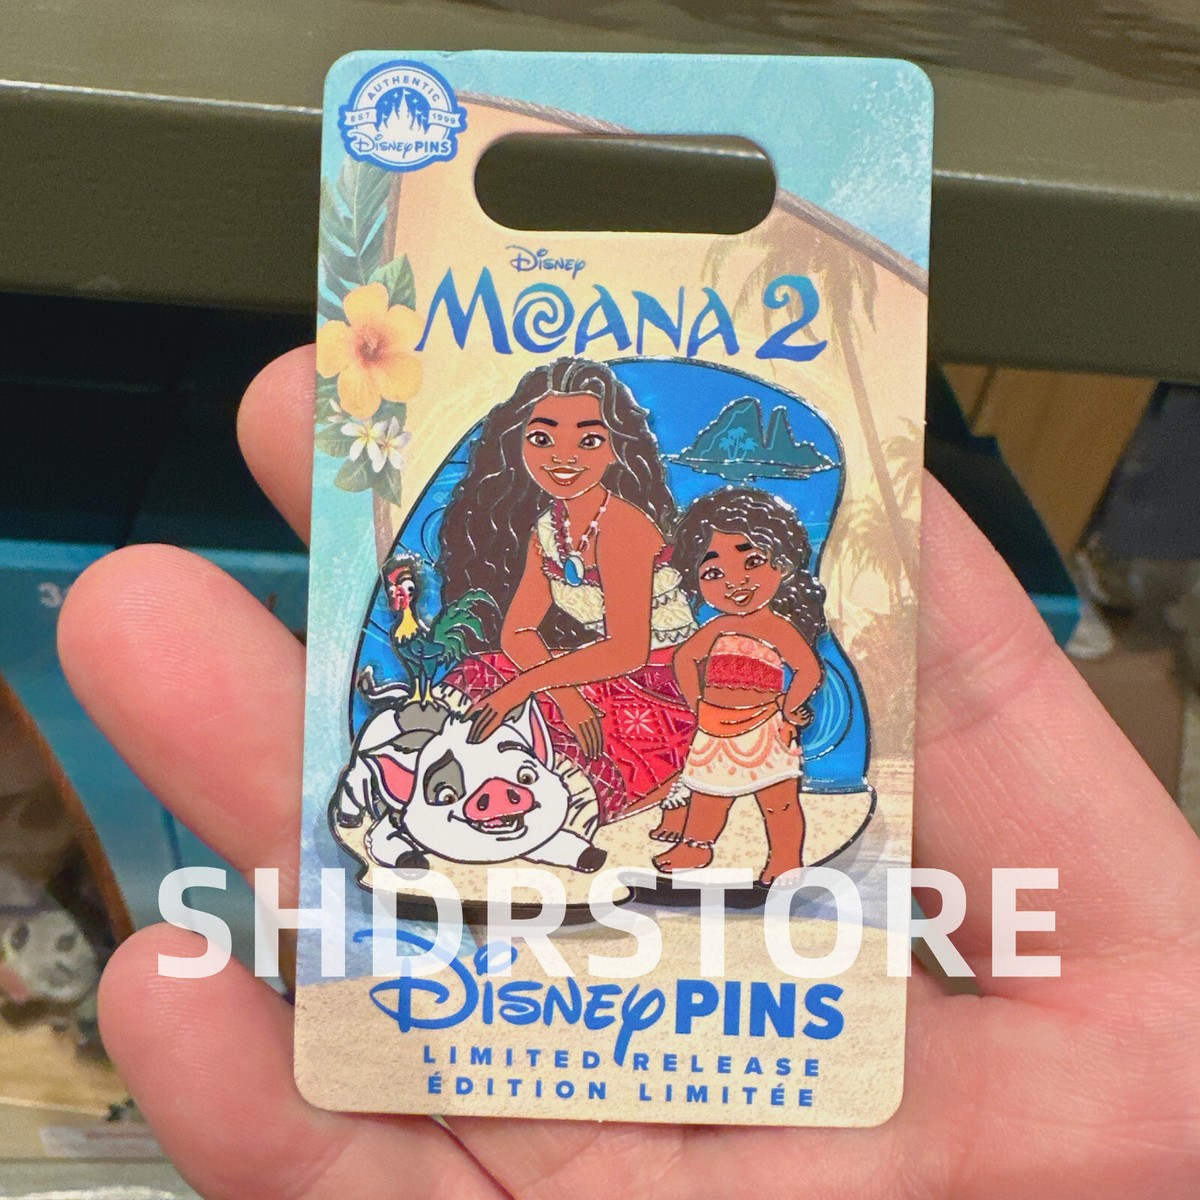 AUTHENTIC
EST. 1999
Disney PINS
Disney
MOANA 2
SHDRSTORE
Disney PINS
LIMITED RELEASE
ÉDITION LIMITÉE